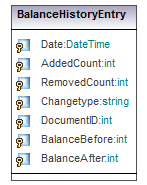 BalanceHistoryEntry
Date:DateTime
AddedCount:int
RemovedCount:int
Changetype:string
DocumentID:int
BalanceBefore:int
BalanceAfter:int